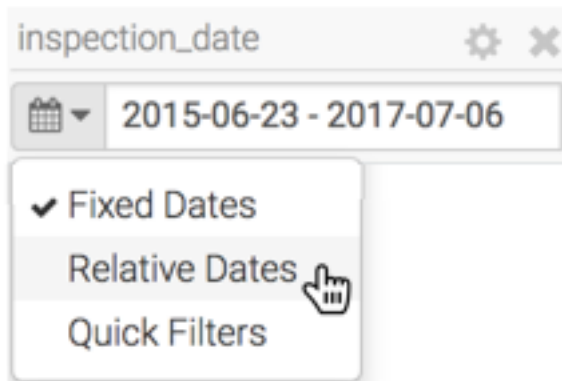 inspection_date
2015-06-23 - 2017-07-06
Fixed Dates
Relative Dates
Quick Filters